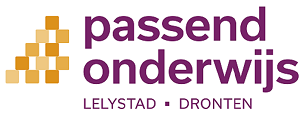 passend
onderwijs
LELYSTAD ▪ DRONTEN